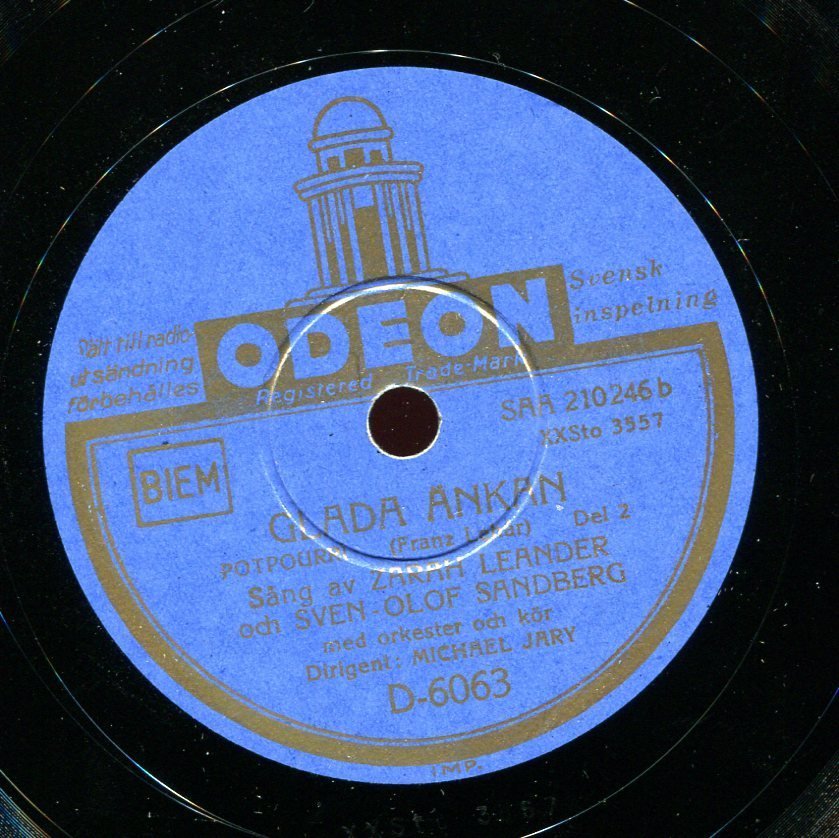 Svensk
inspelning
Rätt till radio-
utsändning
förbehålles
ODEON
Registered Trade-Mark
SAA 210246 b
XXSto 3557
BIEM
GLADA ÄNKAN
POTPOURRI (Franz Lehár) Del 2
Sång av ZARAH LEANDER
och SVEN-OLOF SANDBERG
med orkester och kör
Dirigent: MICHAEL JARY
D-6063
IMP.